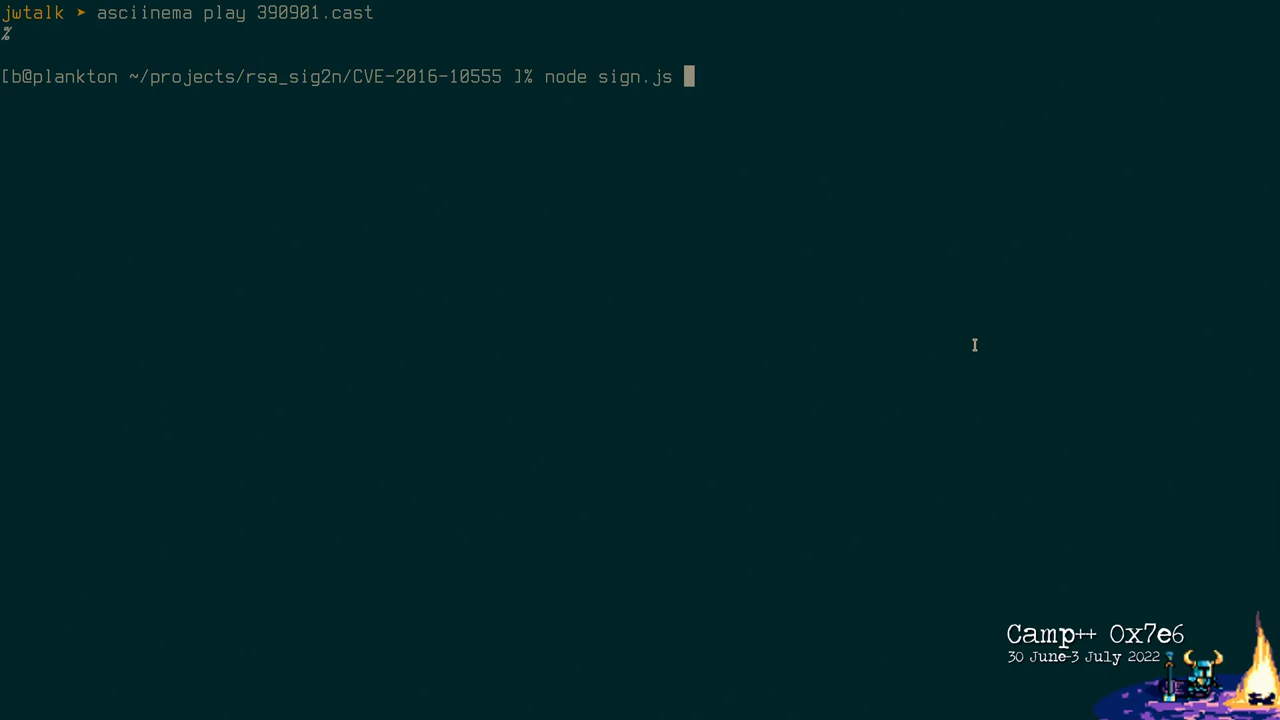 jwtalk ➤ asciinema play 390901.cast
%
[b@plankton ~/projects/rsa_sig2n/CVE-2016-10555 ]% node sign.js
Camp++ 0x7e6
30 June-3 July 2022